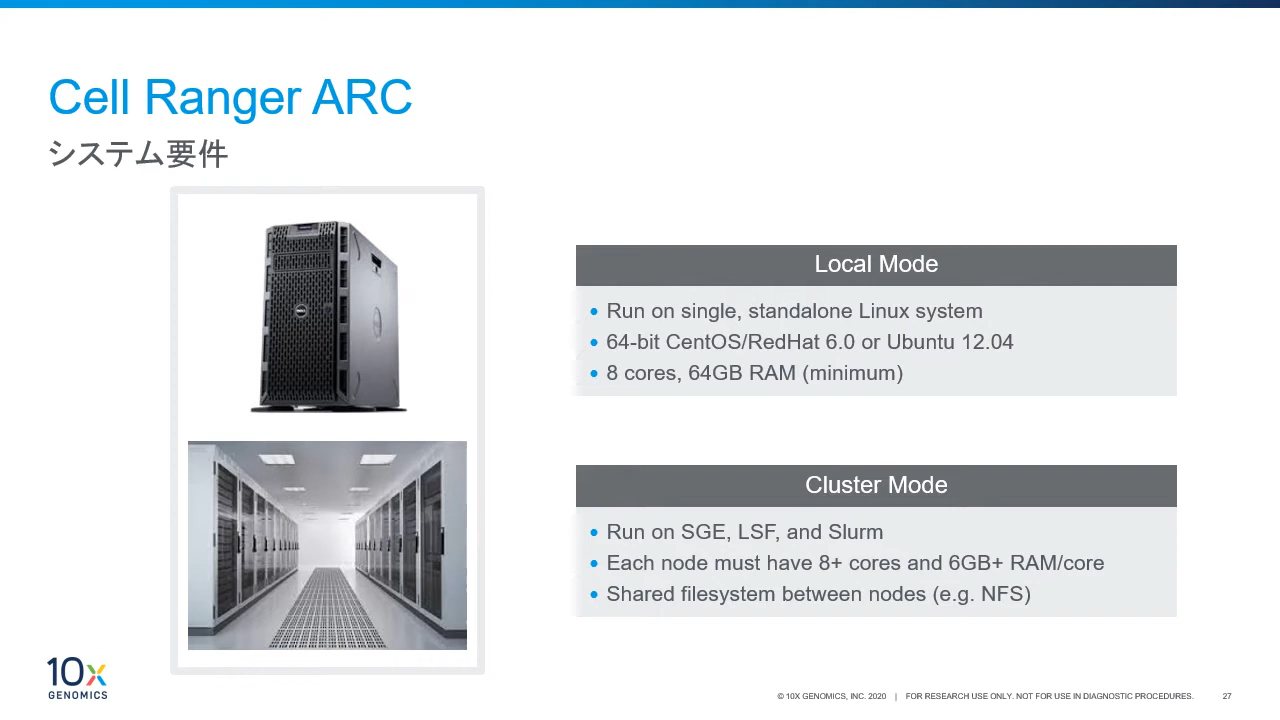 Cell Ranger ARC
システム要件
Local Mode
• Run on single, standalone Linux system
• 64-bit CentOS/RedHat 6.0 or Ubuntu 12.04
• 8 cores, 64GB RAM (minimum)
Cluster Mode
• Run on SGE, LSF, and Slurm
• Each node must have 8+ cores and 6GB+ RAM/core
• Shared filesystem between nodes (e.g. NFS)
10x
GENOMICS
© 10X GENOMICS, INC. 2020 | FOR RESEARCH USE ONLY. NOT FOR USE IN DIAGNOSTIC PROCEDURES. 27